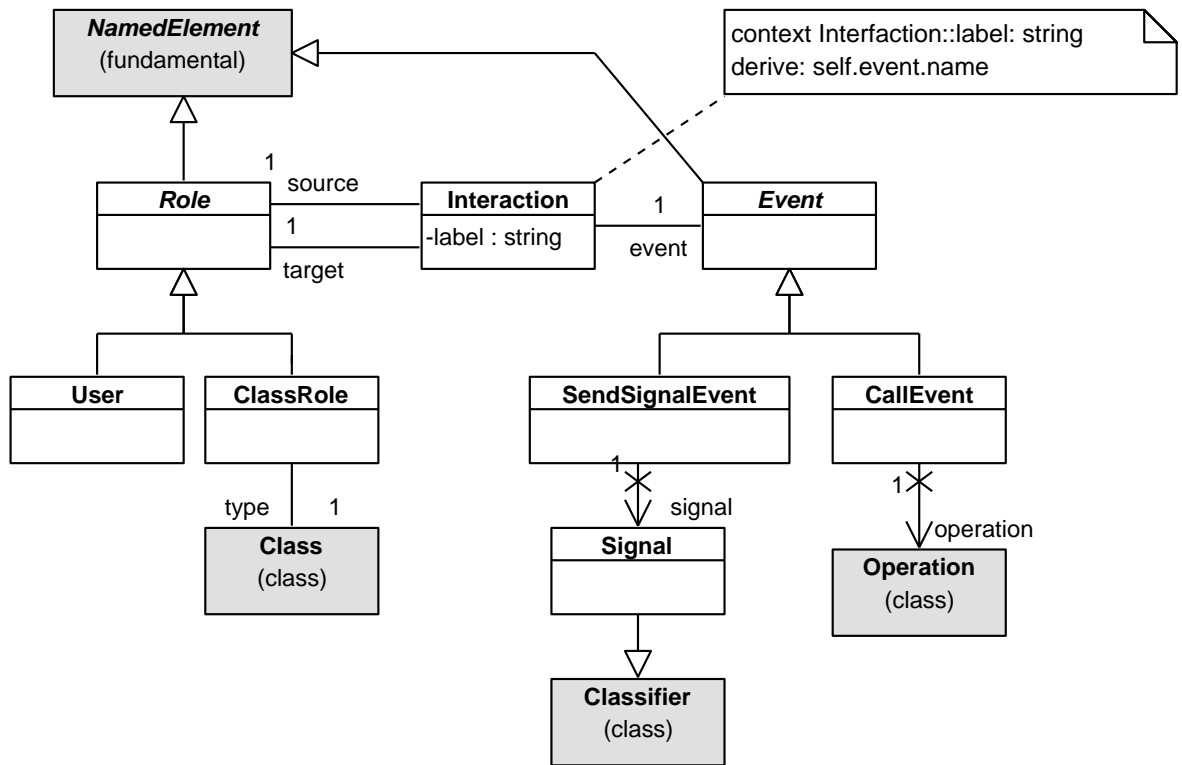 NamedElement
(fundamental)
context Interfaction::label: string
derive: self.event.name
1
source
Role
1
target
Interaction
-label : string
1
event
Event
User
ClassRole
SendSignalEvent
CallEvent
type 1
1
signal
1
operation
Class
(class)
Signal
Operation
(class)
Classifier
(class)